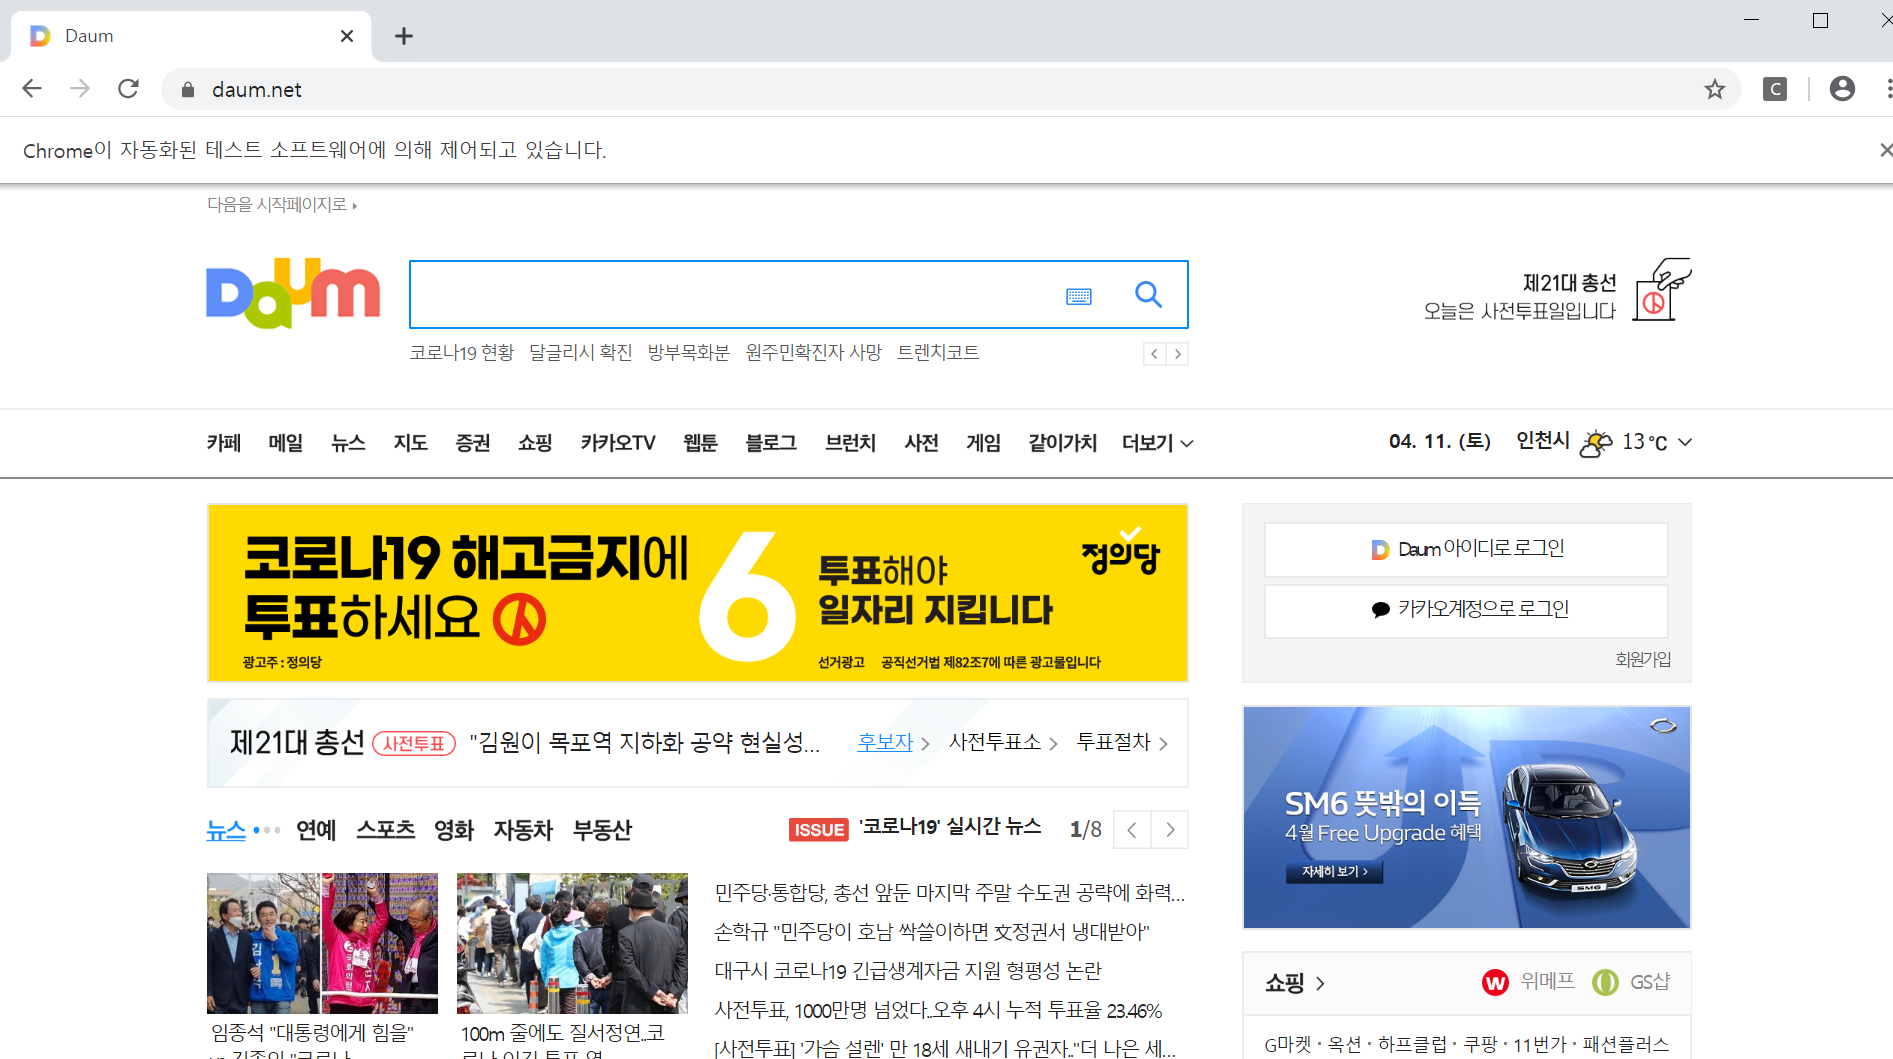 Daum
daum.net
C
Chrome이 자동화된 테스트 소프트웨어에 의해 제어되고 있습니다.
다음을 시작페이지로
Daum
제21대 총선
오늘은 사전투표일입니다
코로나19 현황 달글리시 확진 방부목화분 원주민확진자 사망 트렌치코트
카페 메일 뉴스 지도 증권 쇼핑 카카오TV 웹툰 블로그 브런치 사전 게임 같이가치 더보기
04. 11. (토) 인천시 13 °C
코로나19 해고금지에
투표하세요
광고주 : 정의당
6
투표해야
일자리 지킵니다
정의당
선거광고 공직선거법 제82조7에 따른 광고물입니다
Daum 아이디로 로그인
카카오계정으로 로그인
회원가입
제21대 총선 사전투표 "김원이 목포역 지하화 공약 현실성... 후보자 사전투표소 투표절차
SM6 뜻밖의 이득
4월 Free Upgrade 혜택
자세히 보기 >
SM6
뉴스 연예 스포츠 영화 자동차 부동산
ISSUE '코로나19' 실시간 뉴스 1/8
임종석 "대통령에게 힘을"
100m 줄에도 질서정연..코
민주당·통합당, 총선 앞둔 마지막 주말 수도권 공략에 화력...
손학규 "민주당이 호남 싹쓸이하면 文정권서 냉대받아"
대구시 코로나19 긴급생계자금 지원 형평성 논란
사전투표, 1000만명 넘었다..오후 4시 누적 투표율 23.46%
[사전투표] '가슴 설렌' 만 18세 새내기 유권자.."더 나은 세...
쇼핑 W 위메프 GS샵
G마켓 · 옥션 · 하프클럽 · 쿠팡 · 11번가 · 패션플러스